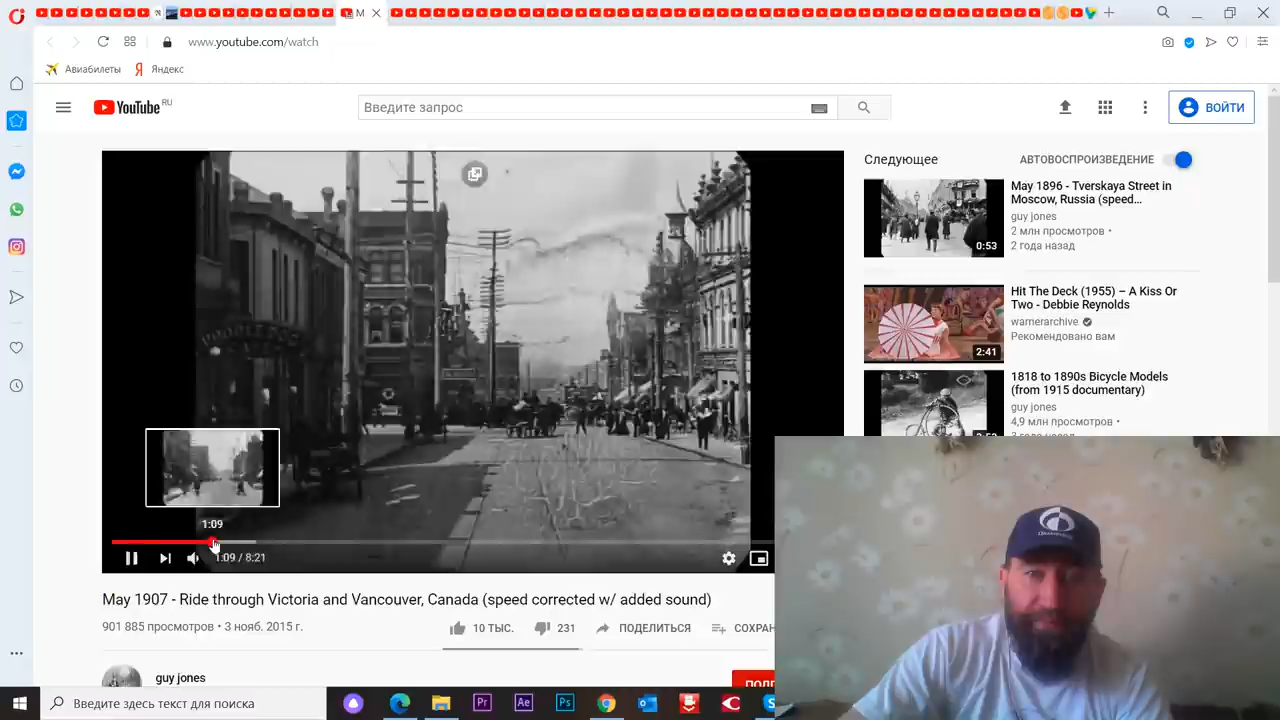 M
www.youtube.com/watch
Авиабилеты
Яндекс
YouTube RU
Введите запрос
ВОЙТИ
Следующее
АВТОВОСПРОИЗВЕДЕНИЕ
May 1896 - Tverskaya Street in
Moscow, Russia (speed...
guy jones
2 млн просмотров •
2 года назад
0:53
Hit The Deck (1955) – A Kiss Or
Two - Debbie Reynolds
warnerarchive
Рекомендовано вам
2:41
1818 to 1890s Bicycle Models
(from 1915 documentary)
guy jones
4,9 млн просмотров •
1:09
1:09 / 8:21
May 1907 - Ride through Victoria and Vancouver, Canada (speed corrected w/ added sound)
901 885 просмотров • 3 нояб. 2015 г.
10 ТЫС.
231
ПОДЕЛИТЬСЯ
СОХРАН
guy jones
Введите здесь текст для поиска
Pr
Ae
Ps